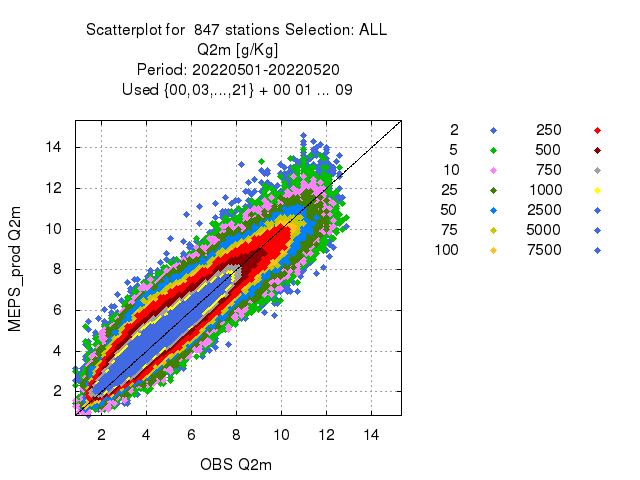 Scatterplot for  847 stations Selection: ALL
Q2m [g/Kg]
Period: 20220501-20220520
Used {00,03,...,21} + 00 01 ... 09
14
12
10
8
6
4
2
MEPS_prod Q2m
2 4 6 8 10 12 14
OBS Q2m
2 250
5 500
10 750
25 1000
50 2500
75 5000
100 7500